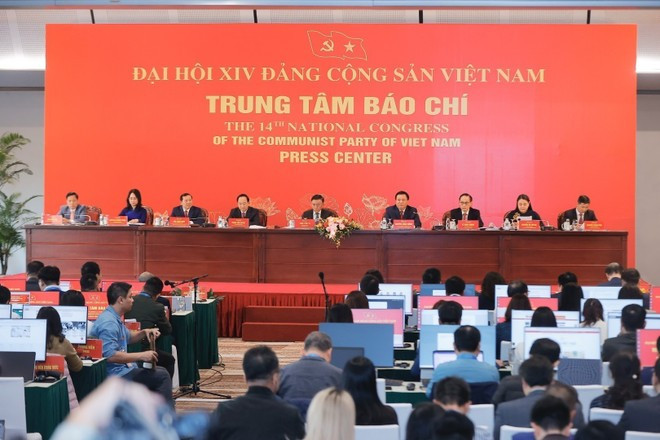 ĐẠI HỘI XIV ĐẢNG CỘNG SẢN VIỆT NAM
TRUNG TÂM BÁO CHÍ
THE 14TH NATIONAL CONGRESS
OF THE COMMUNIST PARTY OF VIET NAM
PRESS CENTER